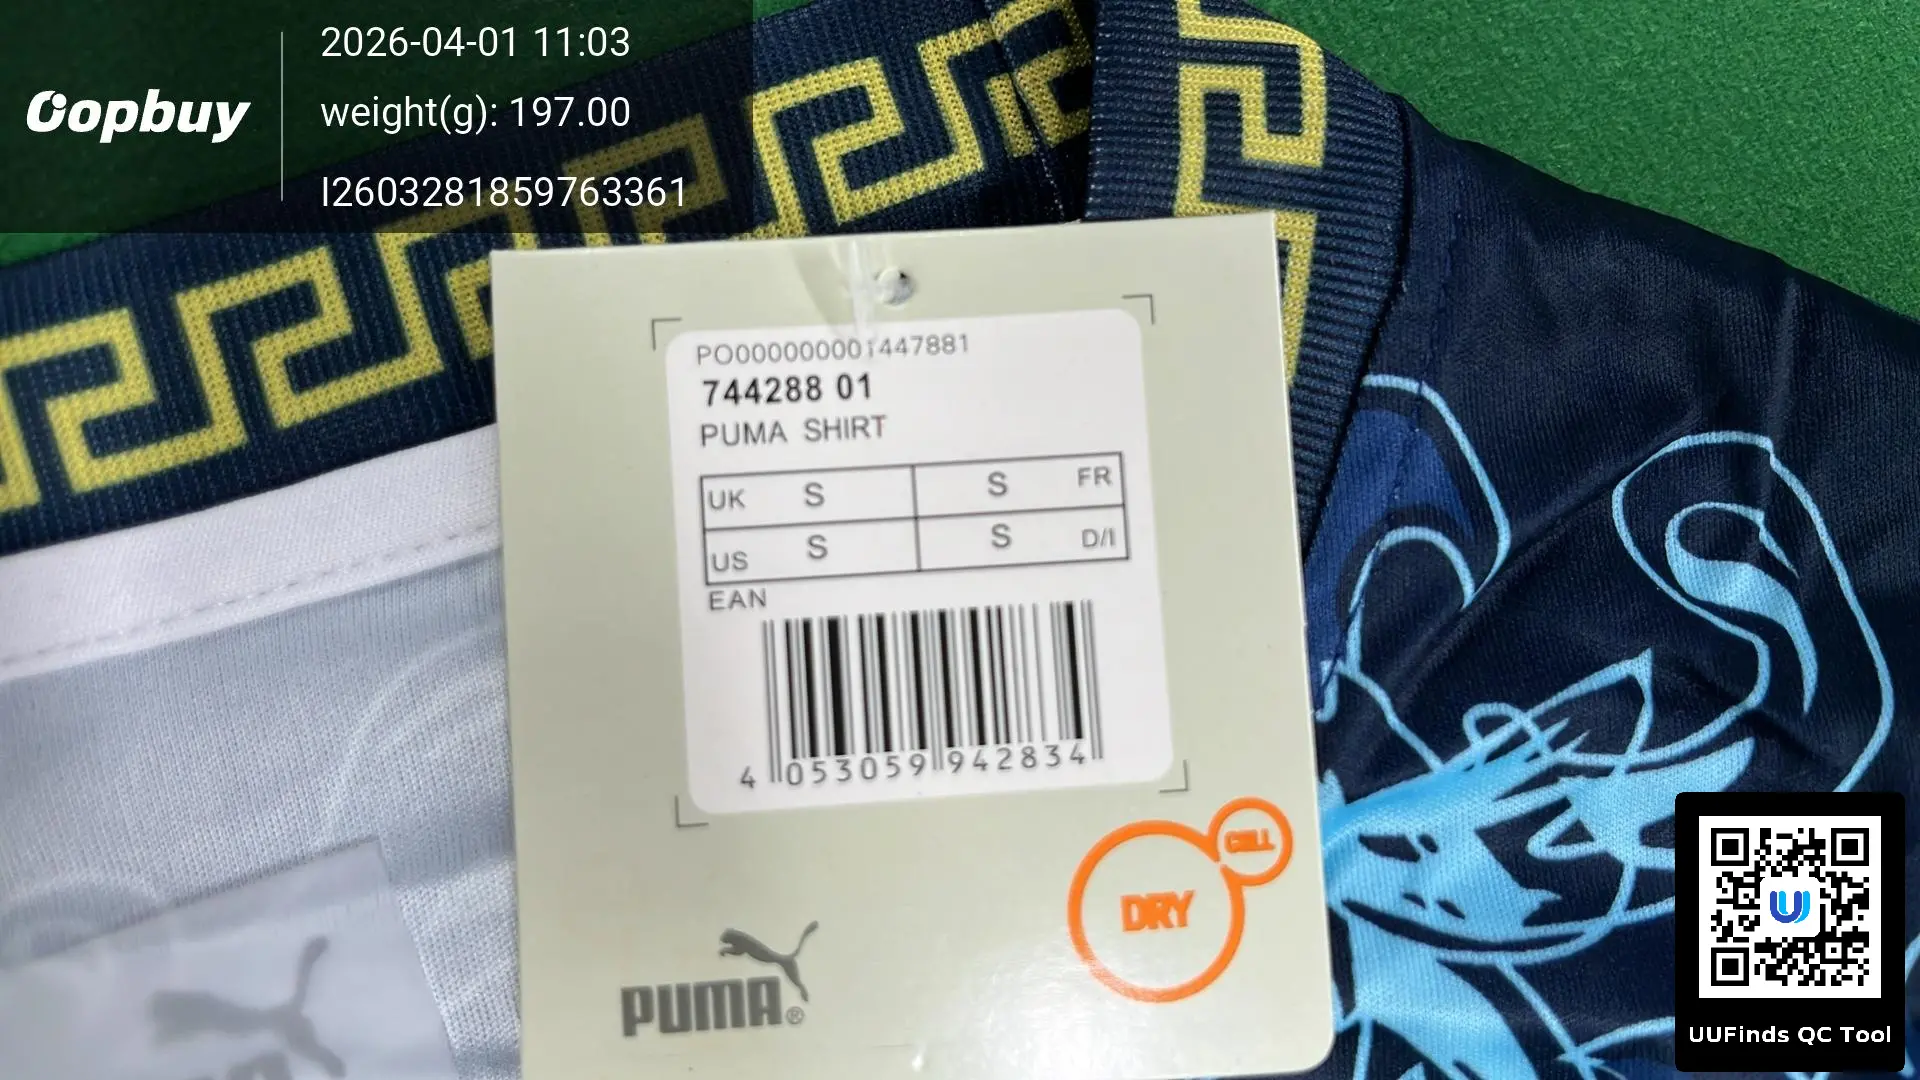 Oopbuy
2026-04-01 11:03
weight(g): 197.00
I2603281859763361
PO000000001447881
744288 01
PUMA SHIRT
UK S S FR
US S S D/I
EAN
4 053059 942834
CELL
DRY
PUMA®
UUFinds QC Tool